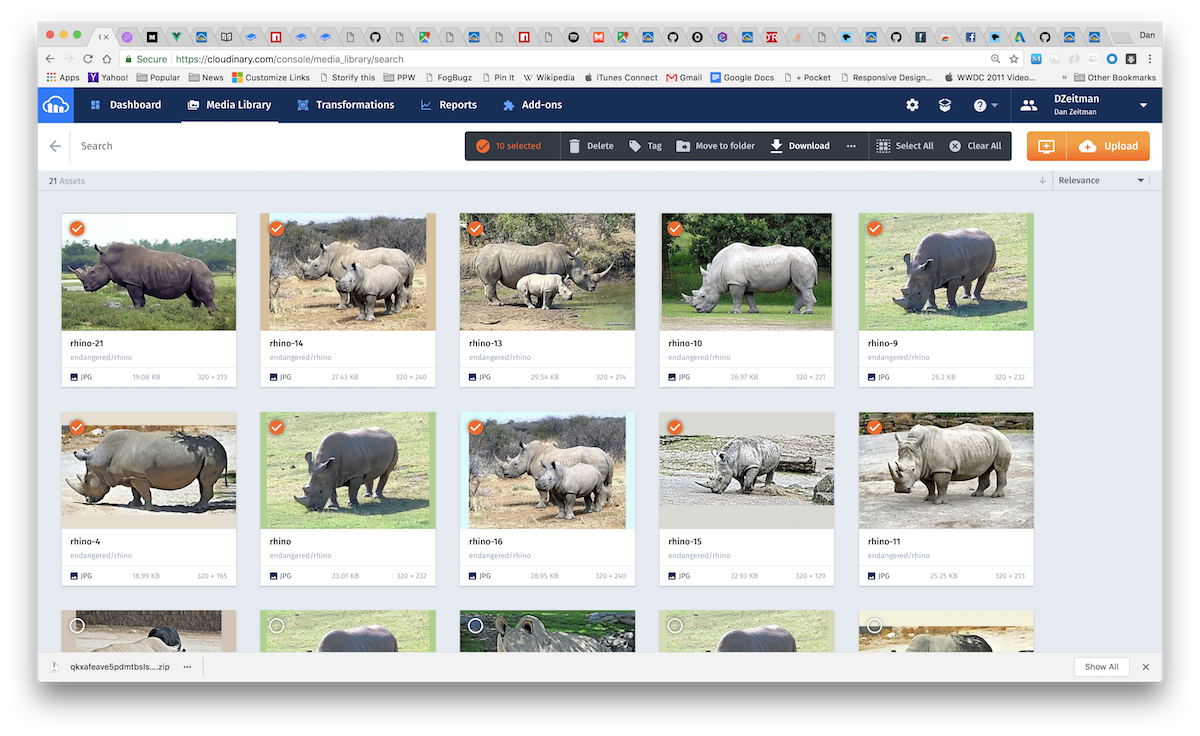 Dan
Secure https://cloudinary.com/console/media_library/search
Apps Yahoo! Popular News Customize Links Storify this PPW FogBugz Pin It Wikipedia iTunes Connect Gmail Google Docs + Pocket Responsive Design... WWDC 2011 Video... » Other Bookmarks
Dashboard Media Library Transformations Reports Add-ons DZeitman
Dan Zeitman
Search 10 selected Delete Tag Move to folder Download ••• Select All Clear All Upload
21 Assets Relevance
rhino-21 rhino-14 rhino-13 rhino-10 rhino-9
endangered/rhino endangered/rhino endangered/rhino endangered/rhino endangered/rhino
JPG 19.08 KB 320 × 213 JPG 27.43 KB 320 × 240 JPG 29.54 KB 320 × 214 JPG 26.97 KB 320 × 221 JPG 26.2 KB 320 × 232
rhino-4 rhino rhino-16 rhino-15 rhino-11
endangered/rhino endangered/rhino endangered/rhino endangered/rhino endangered/rhino
JPG 18.99 KB 320 × 165 JPG 23.01 KB 320 × 232 JPG 28.95 KB 320 × 240 JPG 22.93 KB 320 × 129 JPG 25.25 KB 320 × 213
qkxafeave5pdmtbsls....zip ••• Show All